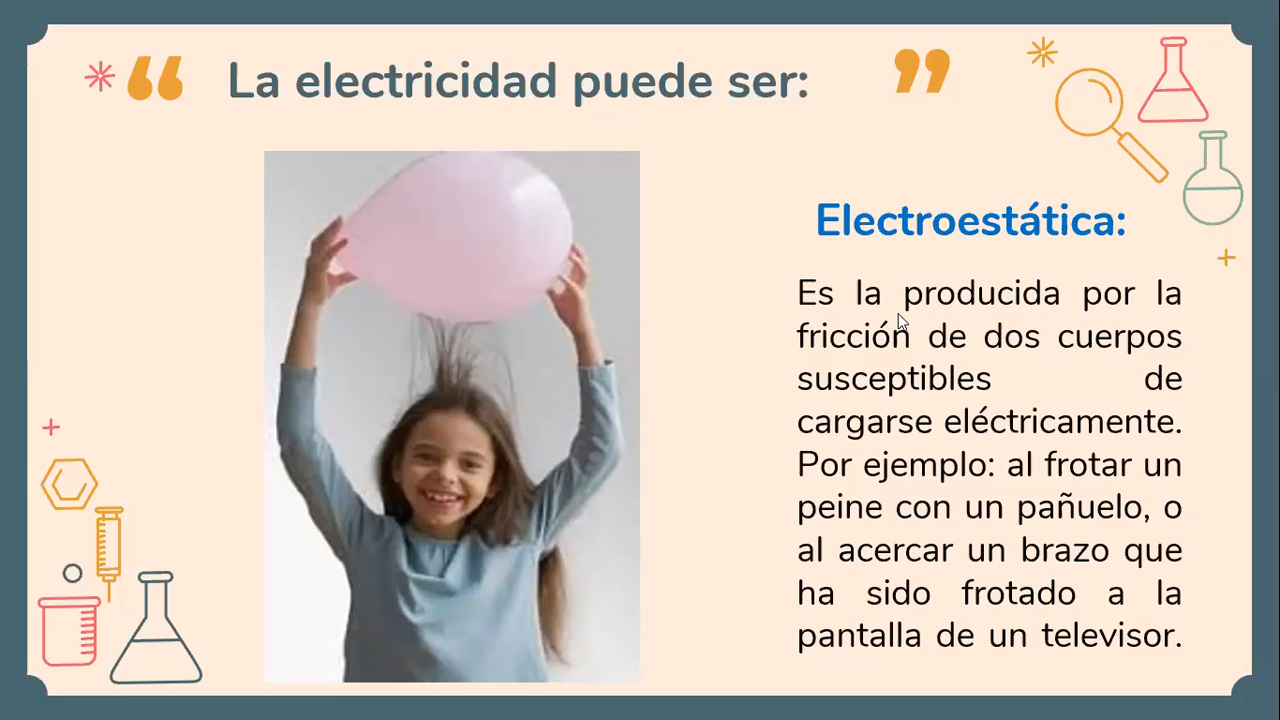 “ La electricidad puede ser: ”
Electroestática:
Es la producida por la
fricción de dos cuerpos
susceptibles de
cargarse eléctricamente.
Por ejemplo: al frotar un
peine con un pañuelo, o
al acercar un brazo que
ha sido frotado a la
pantalla de un televisor.